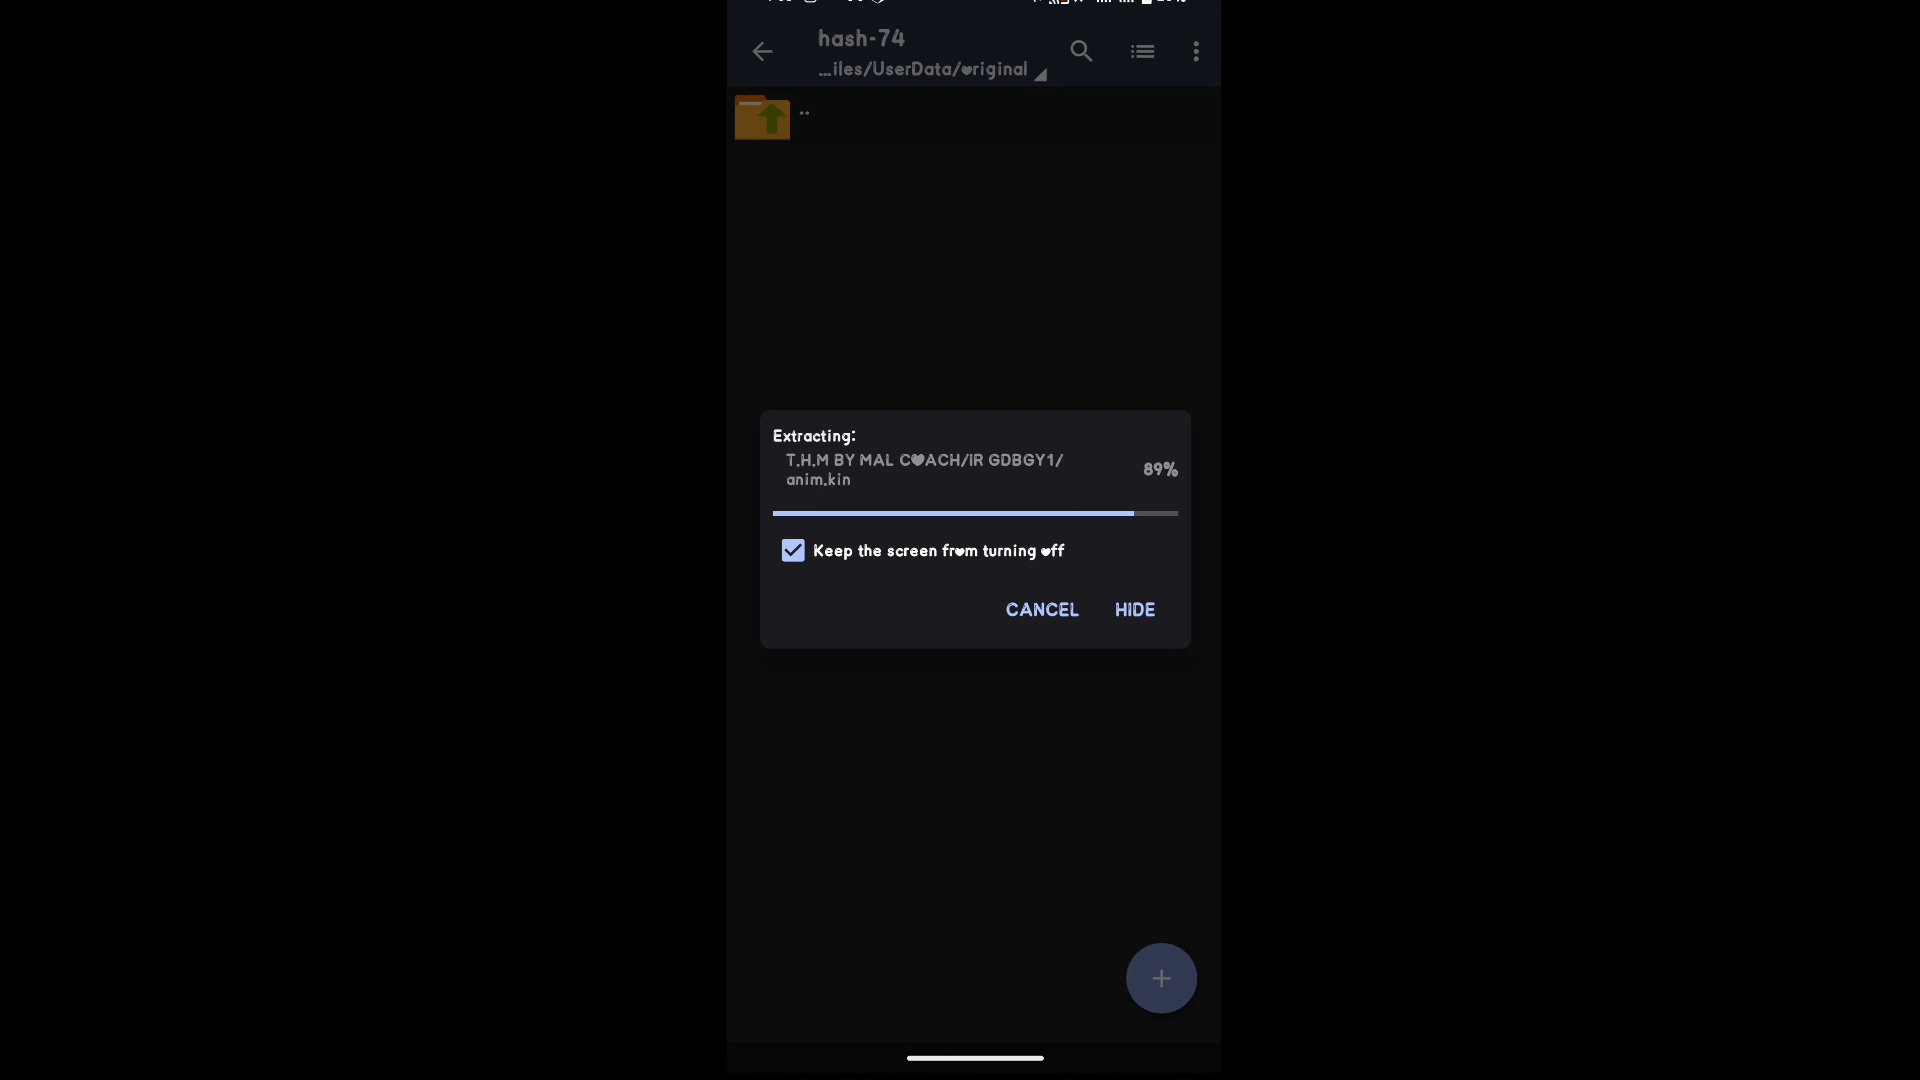 hash-74
...iles/UserData/original
..
Extracting:
T.H.M BY MAL COACH/IR GDBGY1/
anim.kin
89%
Keep the screen from turning off
CANCEL
HIDE